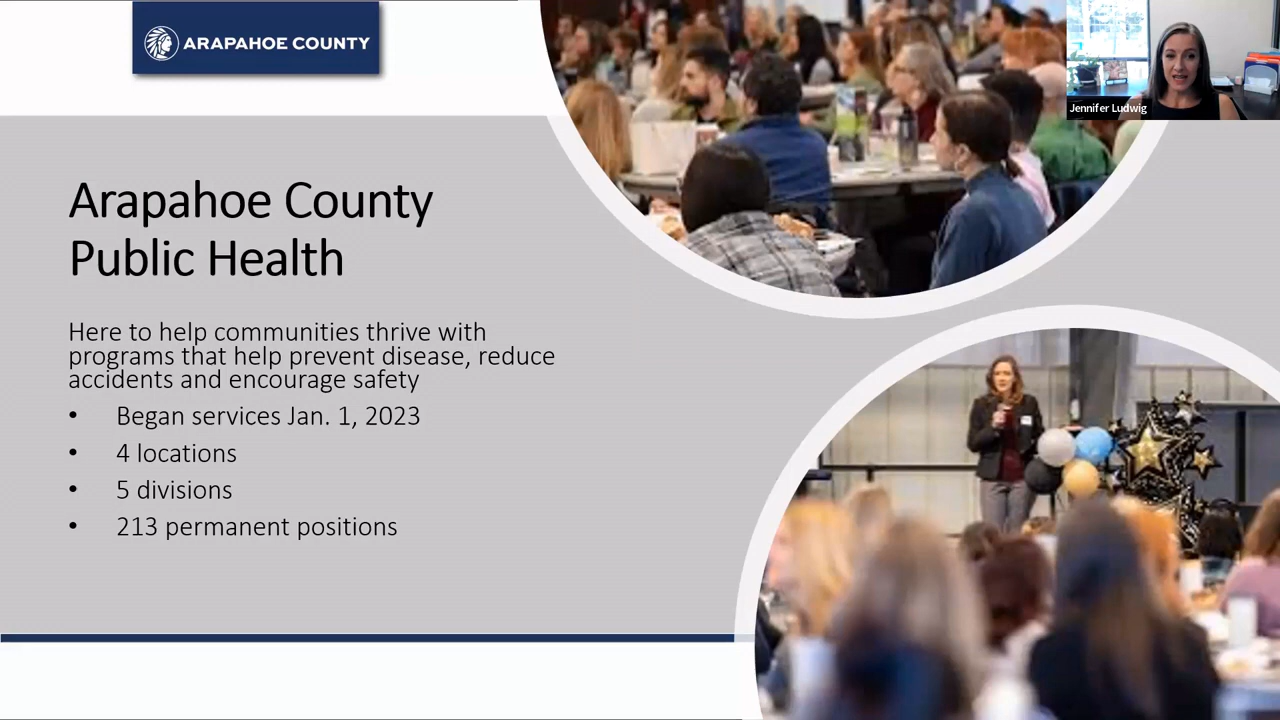 ARAPAHOE COUNTY
Jennifer Ludwig
Arapahoe County
Public Health
Here to help communities thrive with
programs that help prevent disease, reduce
accidents and encourage safety
• Began services Jan. 1, 2023
• 4 locations
• 5 divisions
• 213 permanent positions